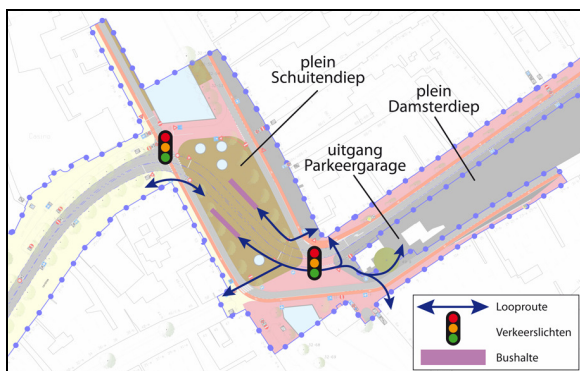 plein
Schuitendiep
plein
Damsterdiep
uitgang
Parkeergarage
Looproute
Verkeerslichten
Bushalte